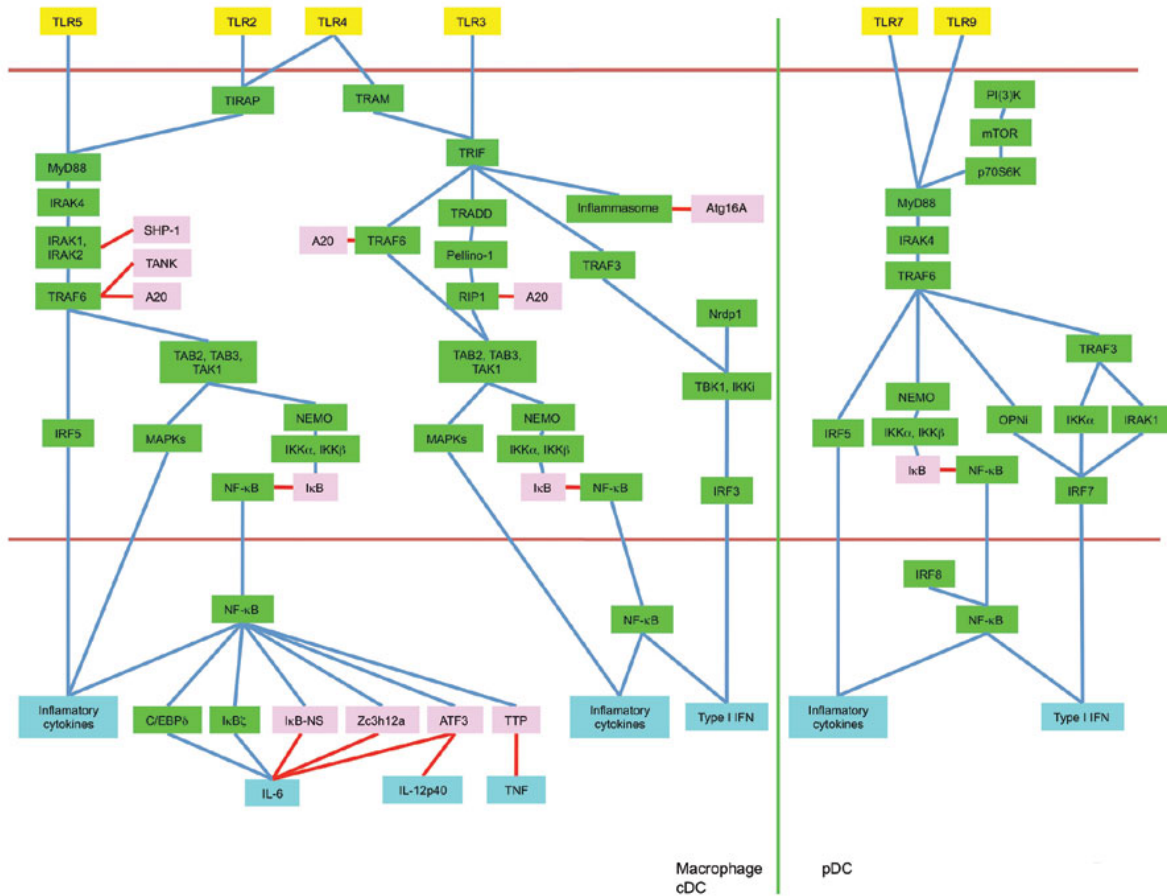 TLR5
TLR2
TLR4
TLR3
TLR7
TLR9
TIRAP
TRAM
PI(3)K
mTOR
p70S6K
MyD88
TRIF
IRAK4
TRADD
Inflammasome
Atg16A
MyD88
SHP-1
IRAK1,
IRAK2
A20
TRAF6
Pellino-1
TRAF3
IRAK4
TANK
TRAF6
TRAF6
A20
RIP1
A20
Nrdp1
TAB2, TAB3,
TAK1
TAB2, TAB3,
TAK1
TBK1, IKKi
TRAF3
NEMO
NEMO
NEMO
IRF5
MAPKs
IKKα, IKKβ
MAPKs
IKKα, IKKβ
IRF5
IKKα, IKKβ
OPNi
IKKα
IRAK1
NF-κB
IκB
IκB
NF-κB
IRF3
IκB
NF-κB
IRF7
IRF8
NF-κB
NF-κB
NF-κB
Inflamatory
cytokines
C/EBPδ
IκBζ
IκB-NS
Zc3h12a
ATF3
TTP
Inflamatory
cytokines
Type I IFN
Inflamatory
cytokines
Type I IFN
IL-6
IL-12p40
TNF
Macrophage
cDC
pDC